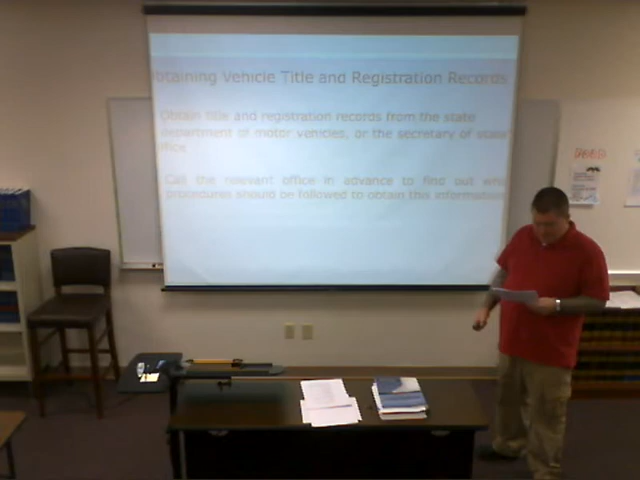 btaining Vehicle Title and Registration Records
Obtain title and registration records from the state
department of motor vehicles, or the secretary of state
ffice
Call the relevant office in advance to find out wh
procedures should be followed to obtain this information